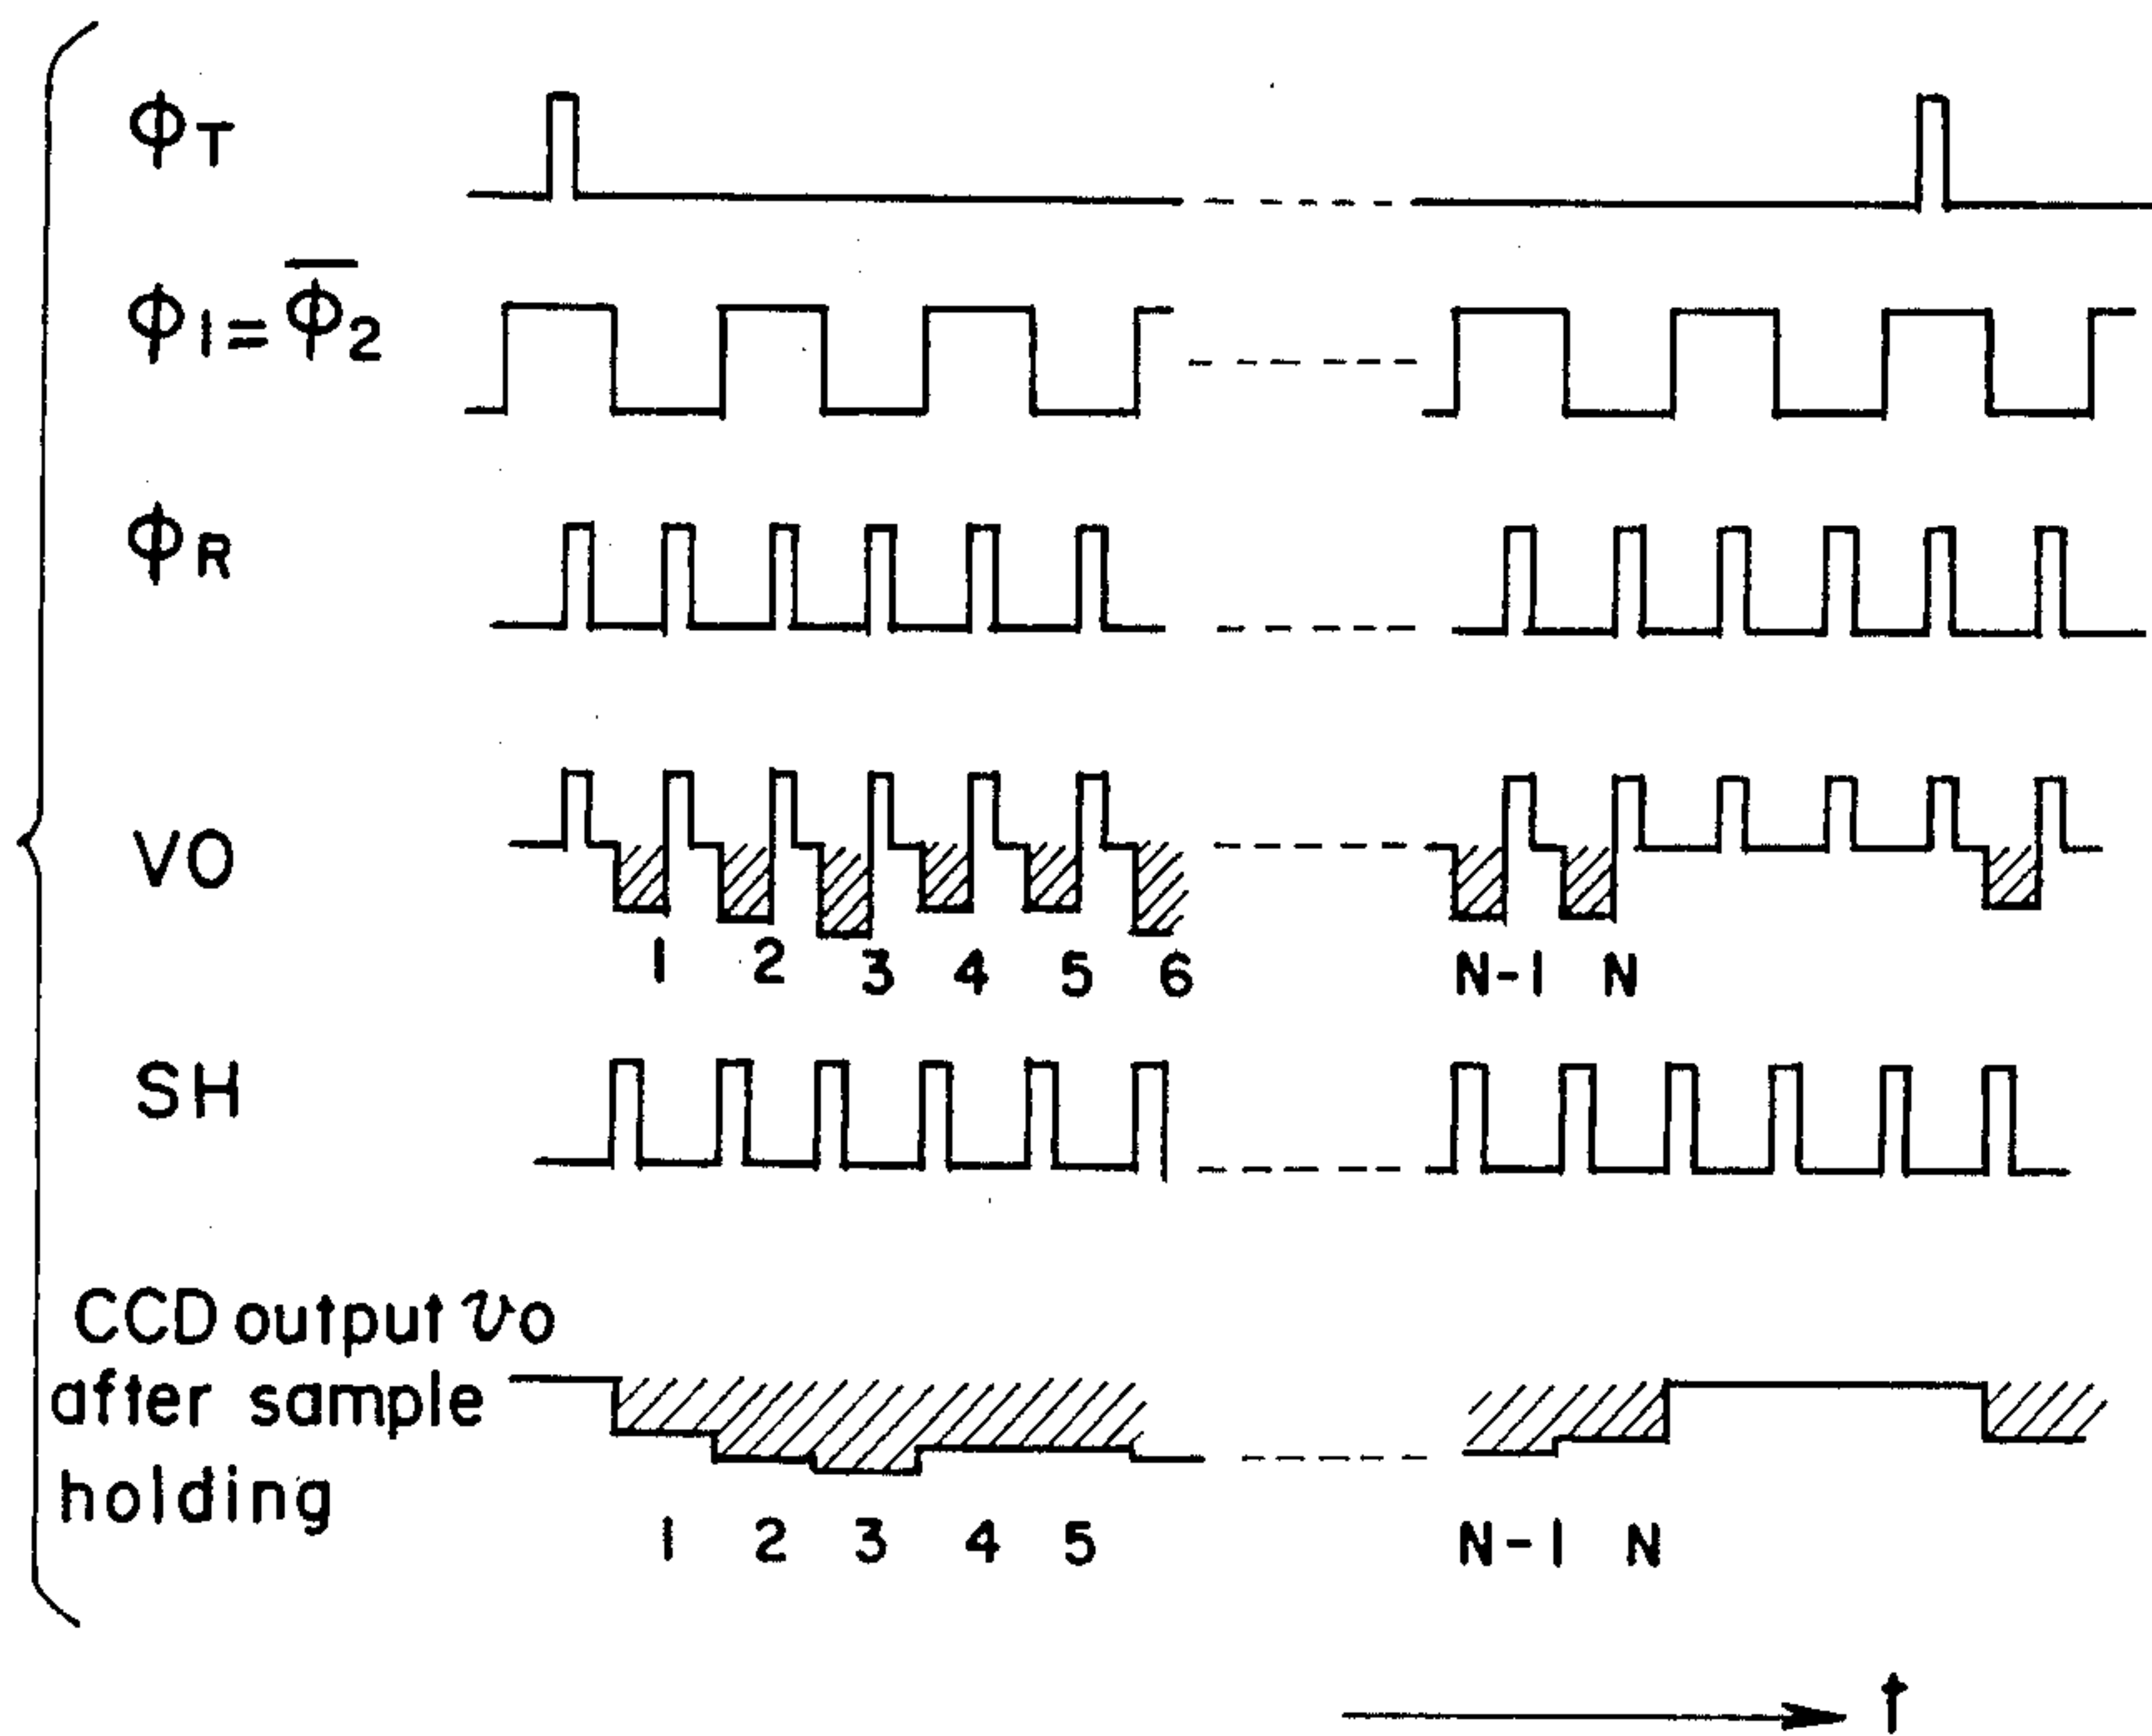 ϕT
ϕ1=ϕ̅2
ϕR
VO
1 2 3 4 5 6 N-1 N
SH
CCD output vo
after sample
holding
1 2 3 4 5 N-1 N
t